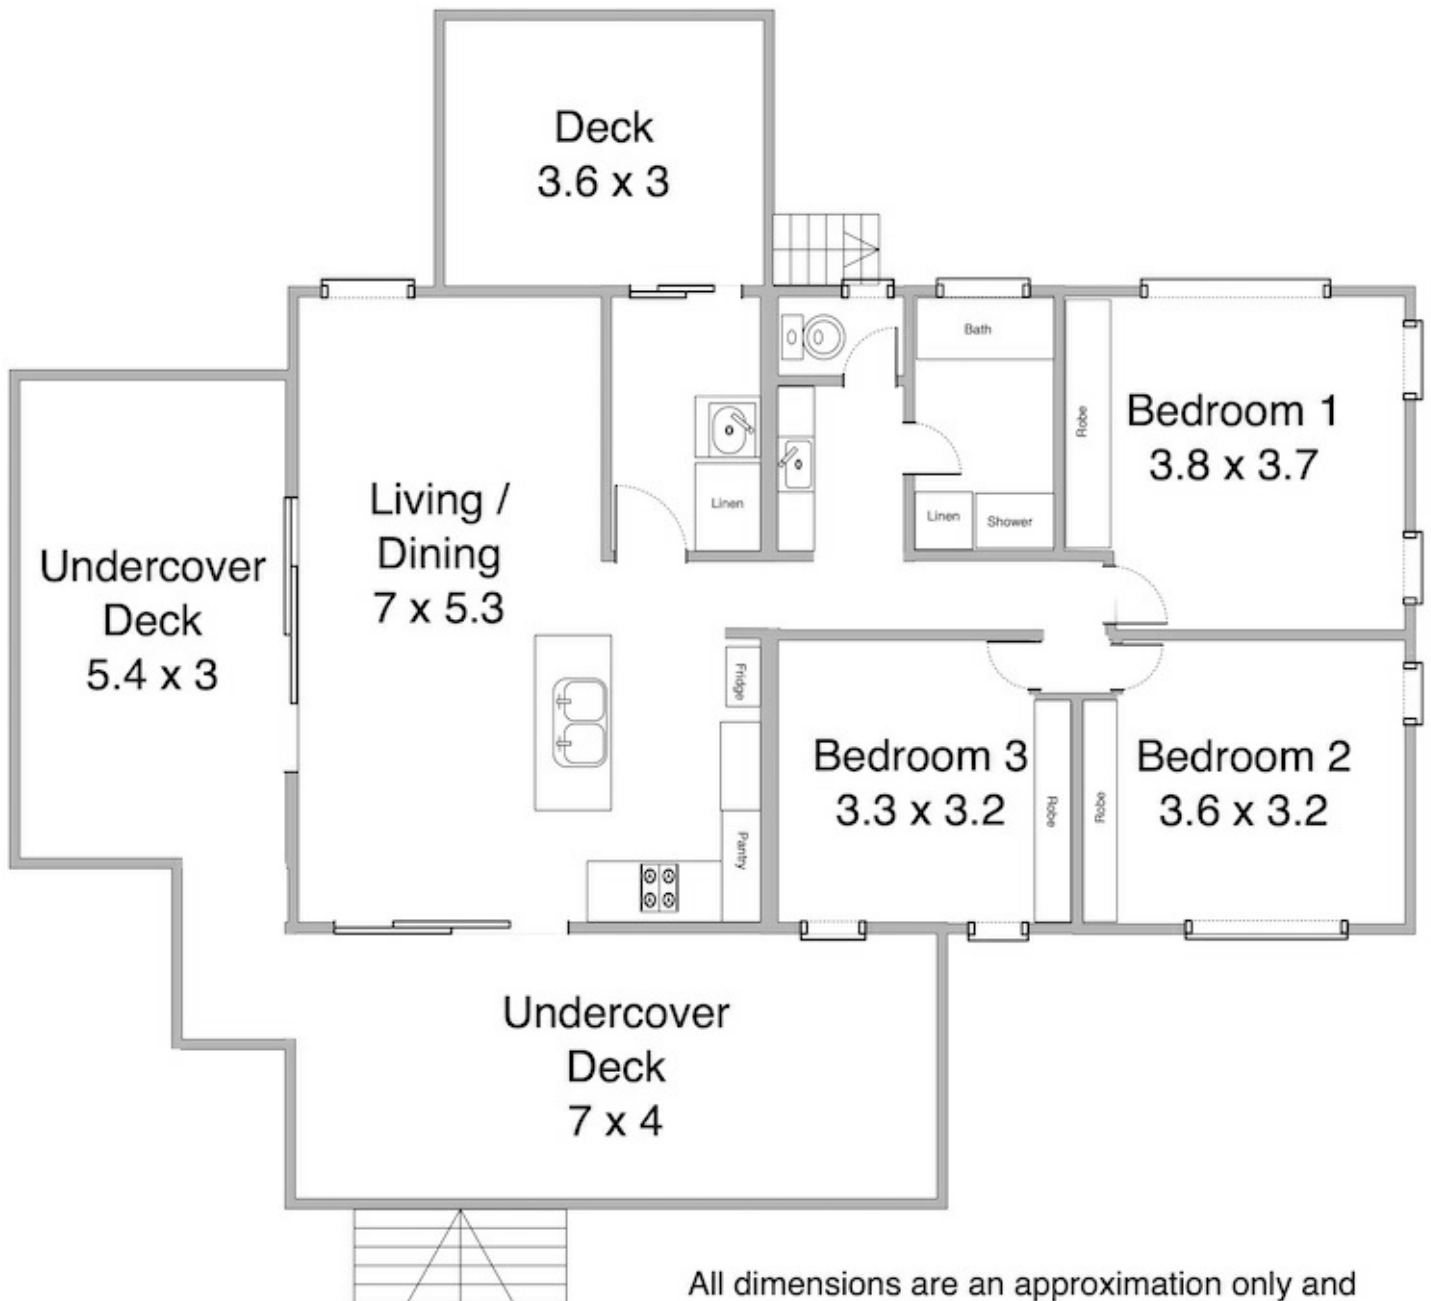 Deck
3.6 x 3
Bath
Robe
Bedroom 1
3.8 x 3.7
Living /
Dining
7 x 5.3
Linen
Linen
Shower
Undercover
Deck
5.4 x 3
Fridge
Pantry
Bedroom 3
3.3 x 3.2
Robe
Robe
Bedroom 2
3.6 x 3.2
Undercover
Deck
7 x 4
All dimensions are an approximation only and